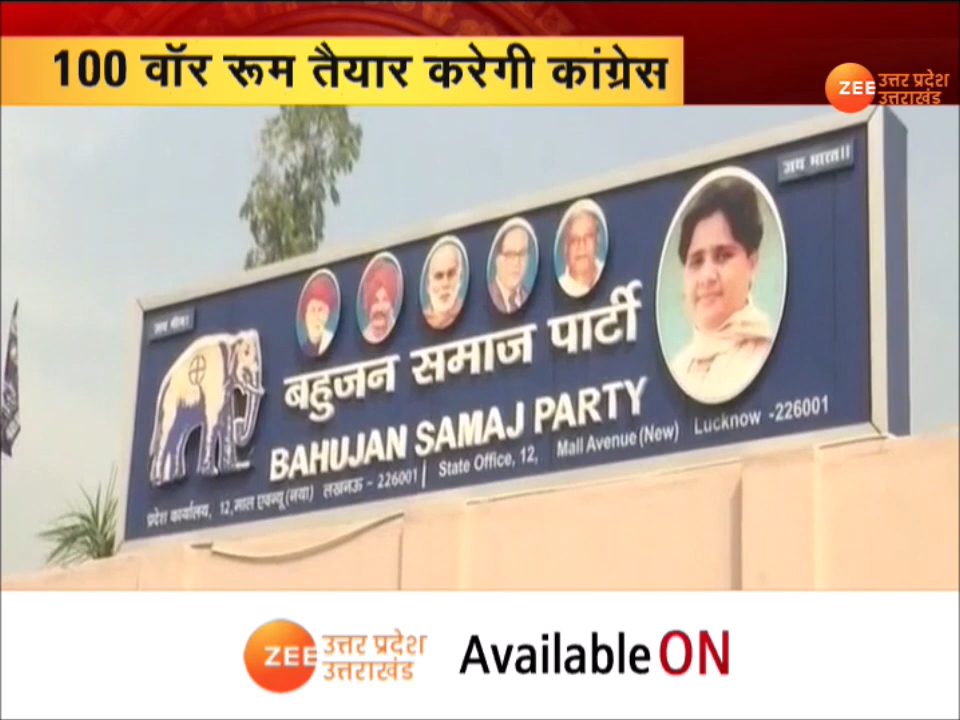 100 वॉर रूम तैयार करेगी कांग्रेस
ZEE उत्तर प्रदेश
उत्तराखंड
जय भारत।।
जय भीम।
बहुजन समाज पार्टी
BAHUJAN SAMAJ PARTY
प्रदेश कार्यालय, 12, माल एवन्यू (नया) लखनऊ - 226001 | State Office, 12, Mall Avenue (New) Lucknow -226001
ZEE उत्तर प्रदेश
उत्तराखंड
Available ON